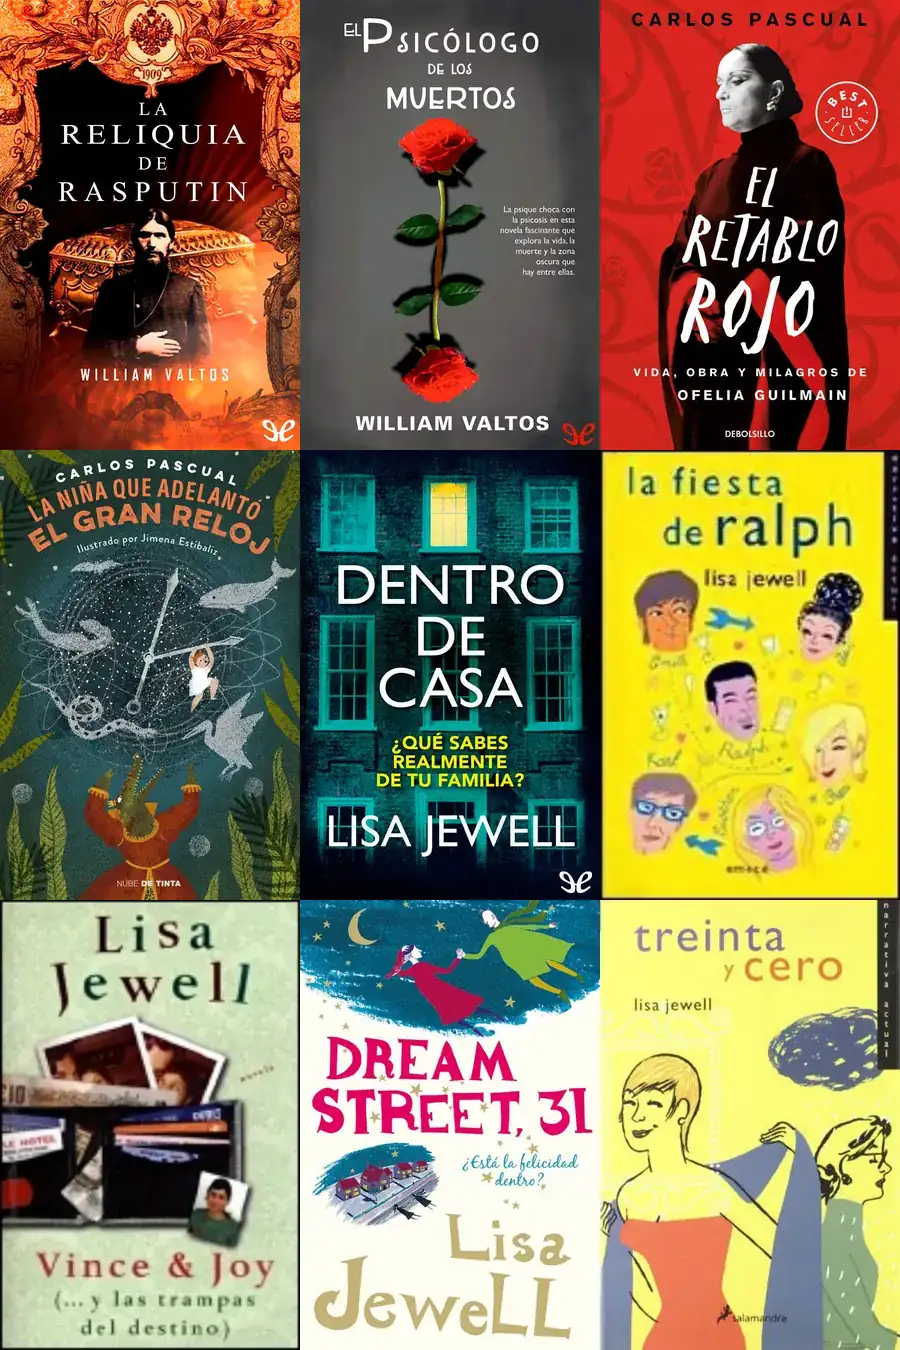 1909
LA
RELIQUIA
DE
RASPUTIN
WILLIAM VALTOS
EL PSICÓLOGO
DE LOS
MUERTOS
La psique choca con
la psicosis en esta
novela fascinante que
explora la vida, la
muerte y la zona
oscura que
hay entre ellas.
WILLIAM VALTOS
CARLOS PASCUAL
BEST
SELLER
EL
RETABLO
ROJO
VIDA, OBRA Y MILAGROS DE
OFELIA GUILMAIN
DEBOLSILLO
CARLOS PASCUAL
LA NIÑA QUE ADELANTÓ
EL GRAN RELOJ
Ilustrado por Jimena Estíbaliz
NUBE DE TINTA
DENTRO
DE
CASA
¿QUÉ SABES
REALMENTE
DE TU FAMILIA?
LISA JEWELL
la fiesta
de ralph
lisa jewell
Ralph
emecé
Lisa
Jewell
novela
HOTEL
Vince & Joy
(... y las trampas
del destino)
DREAM
STREET, 31
¿Está la felicidad
dentro?
Lisa
Jewell
narrativa actual
treinta
y cero
lisa jewell
salamandra